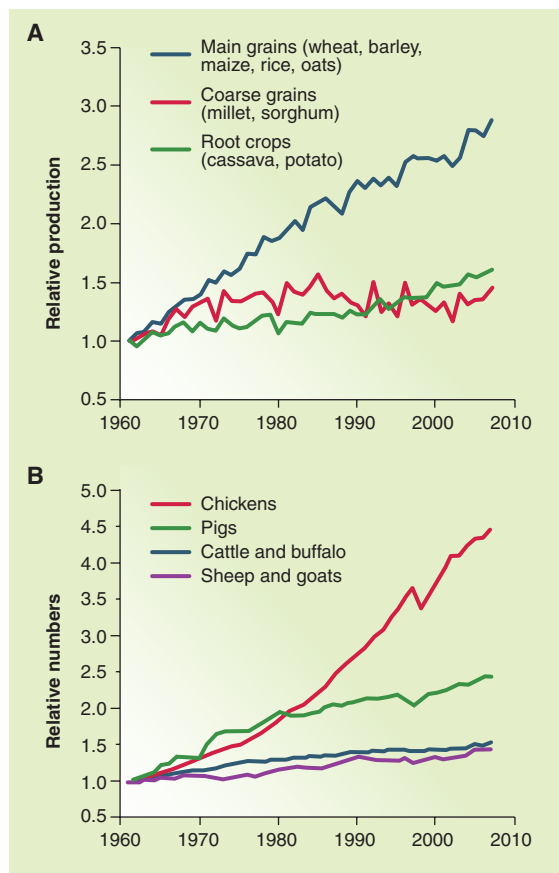 A
3.5
3.0
2.5
2.0
1.5
1.0
0.5
Relative production
Main grains (wheat, barley,
maize, rice, oats)
Coarse grains
(millet, sorghum)
Root crops
(cassava, potato)
1960 1970 1980 1990 2000 2010
B
5.0
4.5
4.0
3.5
3.0
2.5
2.0
1.5
1.0
0.5
Relative numbers
Chickens
Pigs
Cattle and buffalo
Sheep and goats
1960 1970 1980 1990 2000 2010